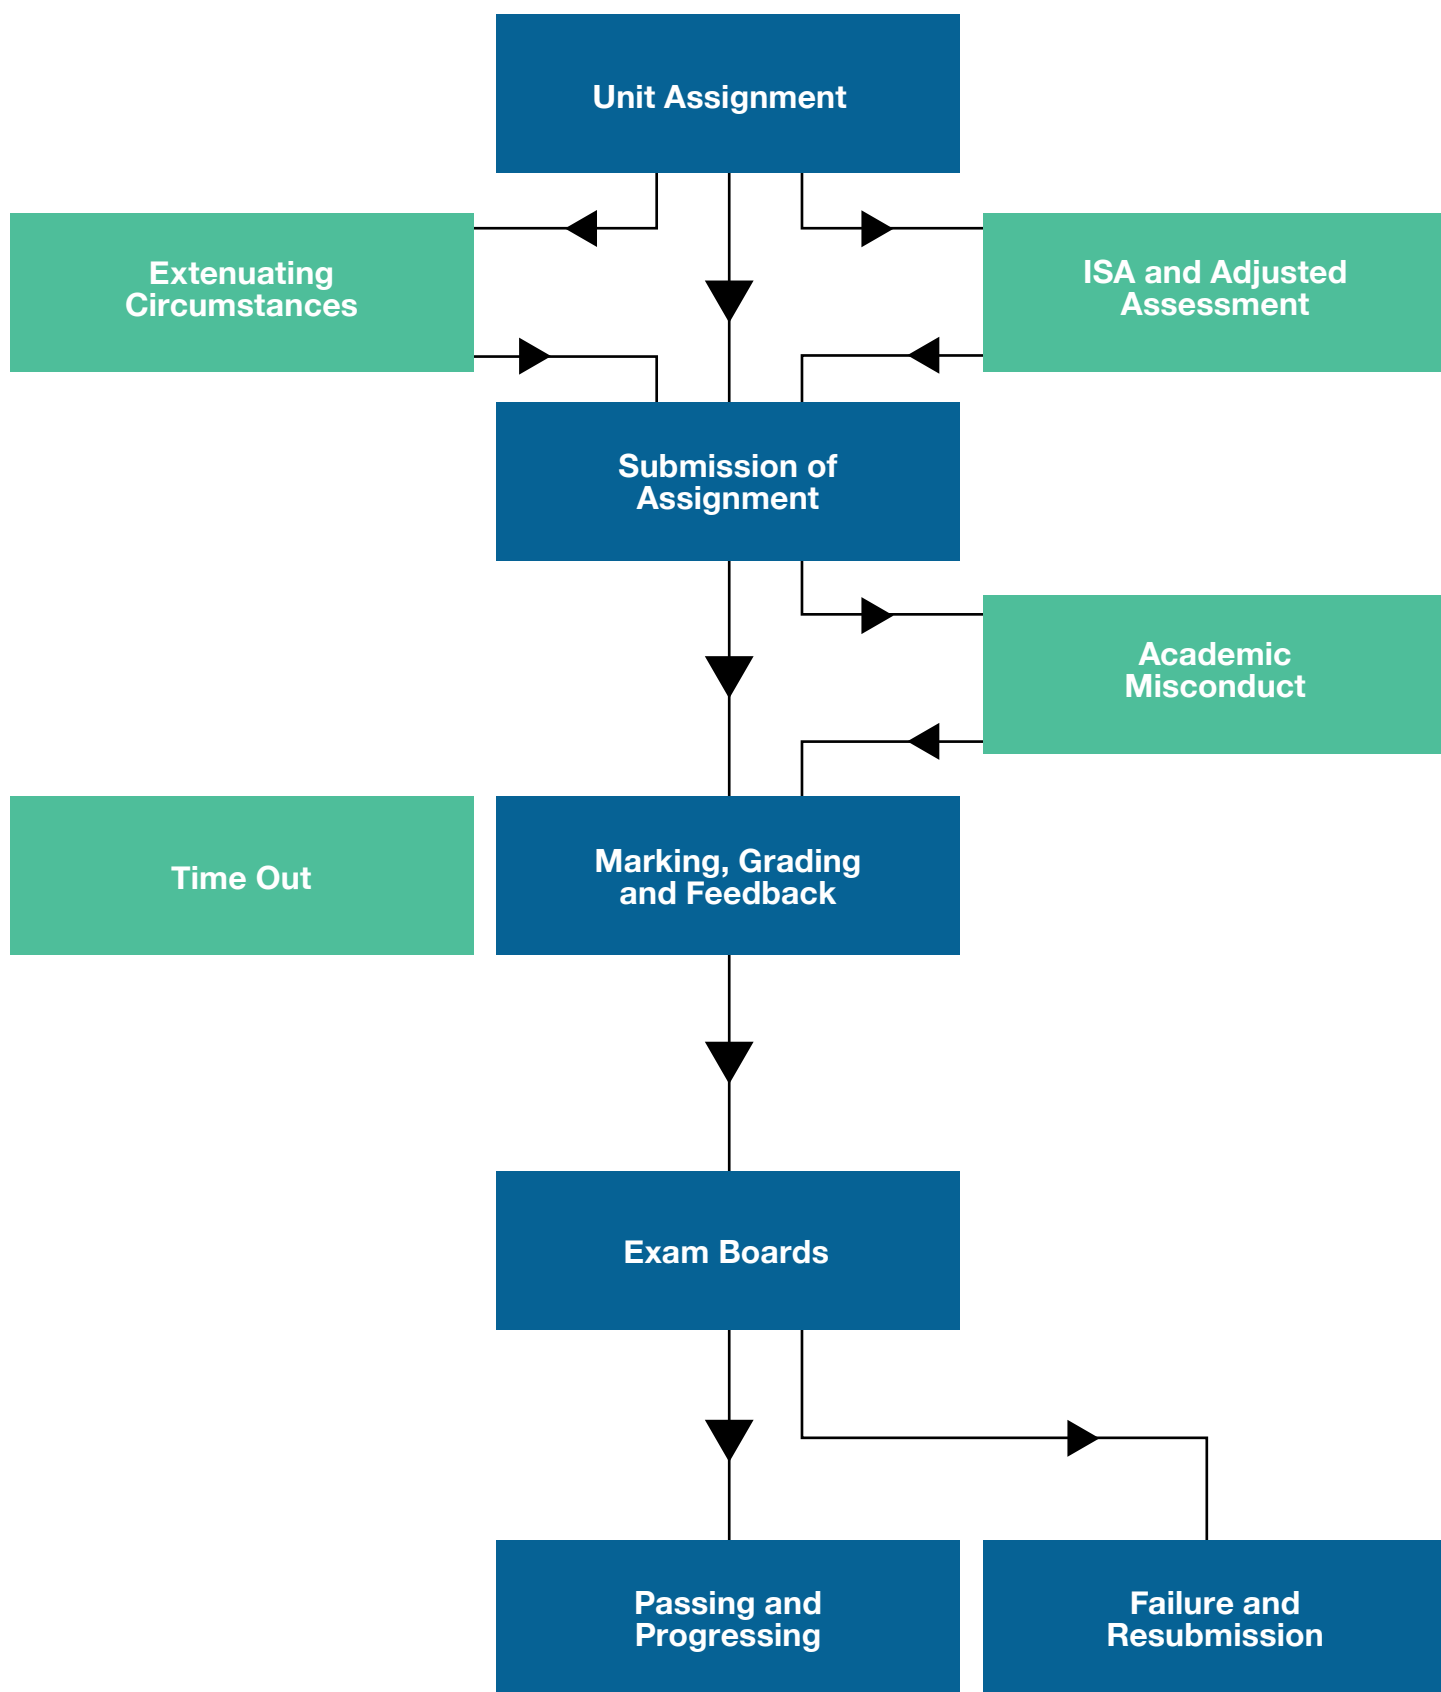 Unit Assignment
Extenuating
Circumstances
ISA and Adjusted
Assessment
Submission of
Assignment
Academic
Misconduct
Time Out
Marking, Grading
and Feedback
Exam Boards
Passing and
Progressing
Failure and
Resubmission